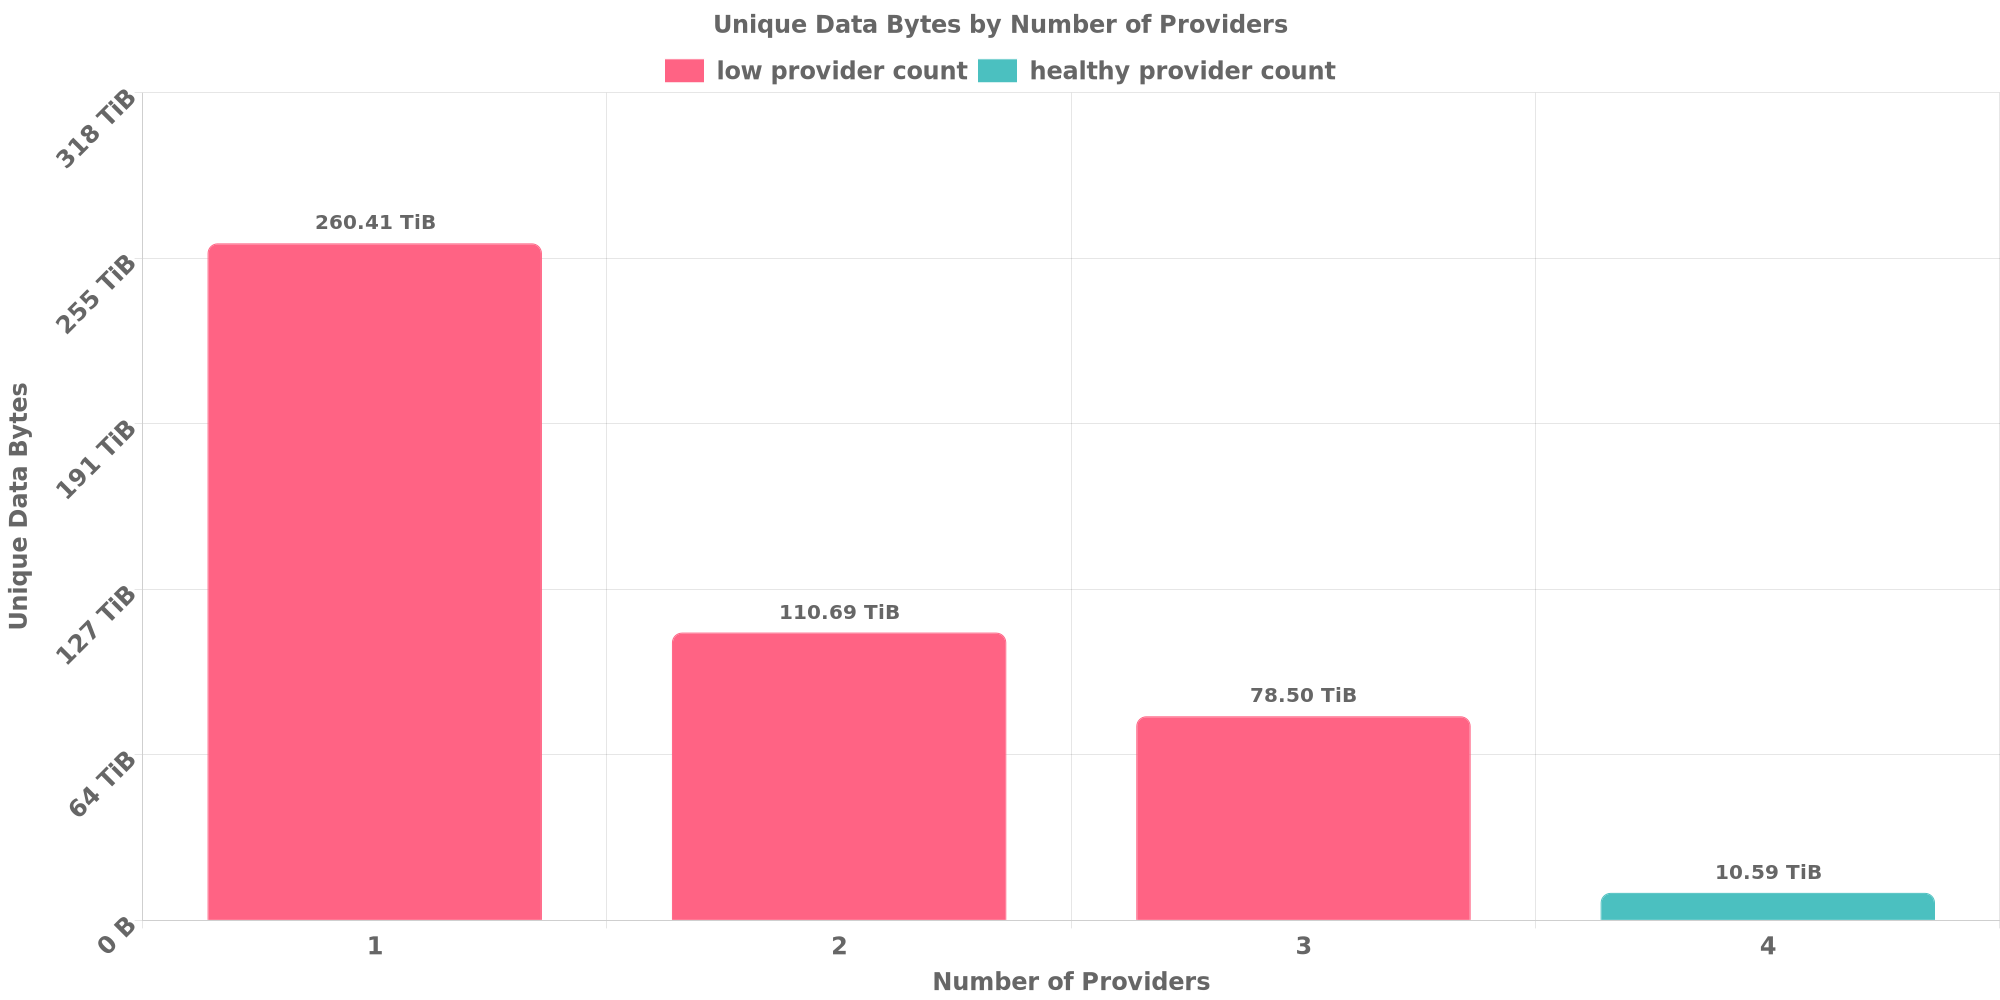 Unique Data Bytes by Number of Providers
low provider count healthy provider count
318 TiB
255 TiB
191 TiB
127 TiB
64 TiB
0 B
Unique Data Bytes
260.41 TiB
110.69 TiB
78.50 TiB
10.59 TiB
1 2 3 4
Number of Providers